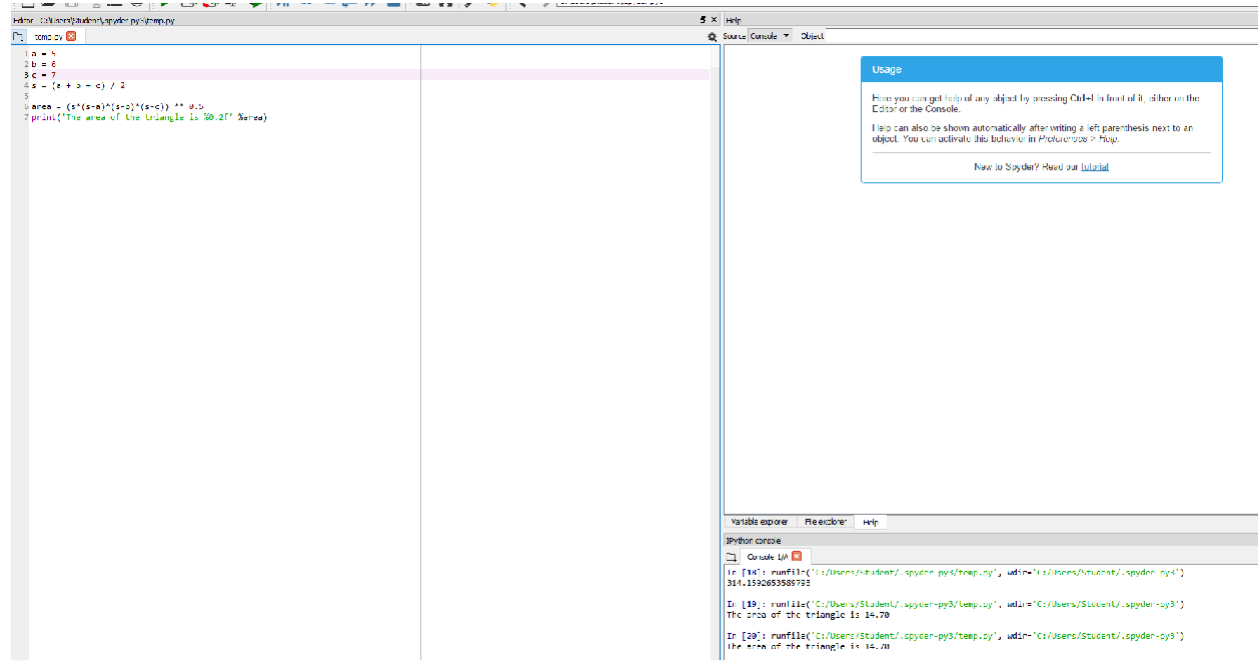 Editor - C:\Users\Student\.spyder-py3\temp.py
temp.py
1 a = 5
2 b = 6
3 c = 7
4 s = (a + b + c) / 2
5
6 area = (s*(s-a)*(s-b)*(s-c)) ** 0.5
7 print('The area of the triangle is %0.2f' %area)
Help
Source Console Object
Usage
Here you can get help of any object by pressing Ctrl+I in front of it, either on the
Editor or the Console.
Help can also be shown automatically after writing a left parenthesis next to an
object. You can activate this behavior in Preferences > Help.
New to Spyder? Read our tutorial
Variable explorer File explorer Help
IPython console
Console 1/A
In [18]: runfile('C:/Users/Student/.spyder-py3/temp.py', wdir='C:/Users/Student/.spyder-py3')
314.1592653589793
In [19]: runfile('C:/Users/Student/.spyder-py3/temp.py', wdir='C:/Users/Student/.spyder-py3')
The area of the triangle is 14.70
In [20]: runfile('C:/Users/Student/.spyder-py3/temp.py', wdir='C:/Users/Student/.spyder-py3')
The area of the triangle is 14.70